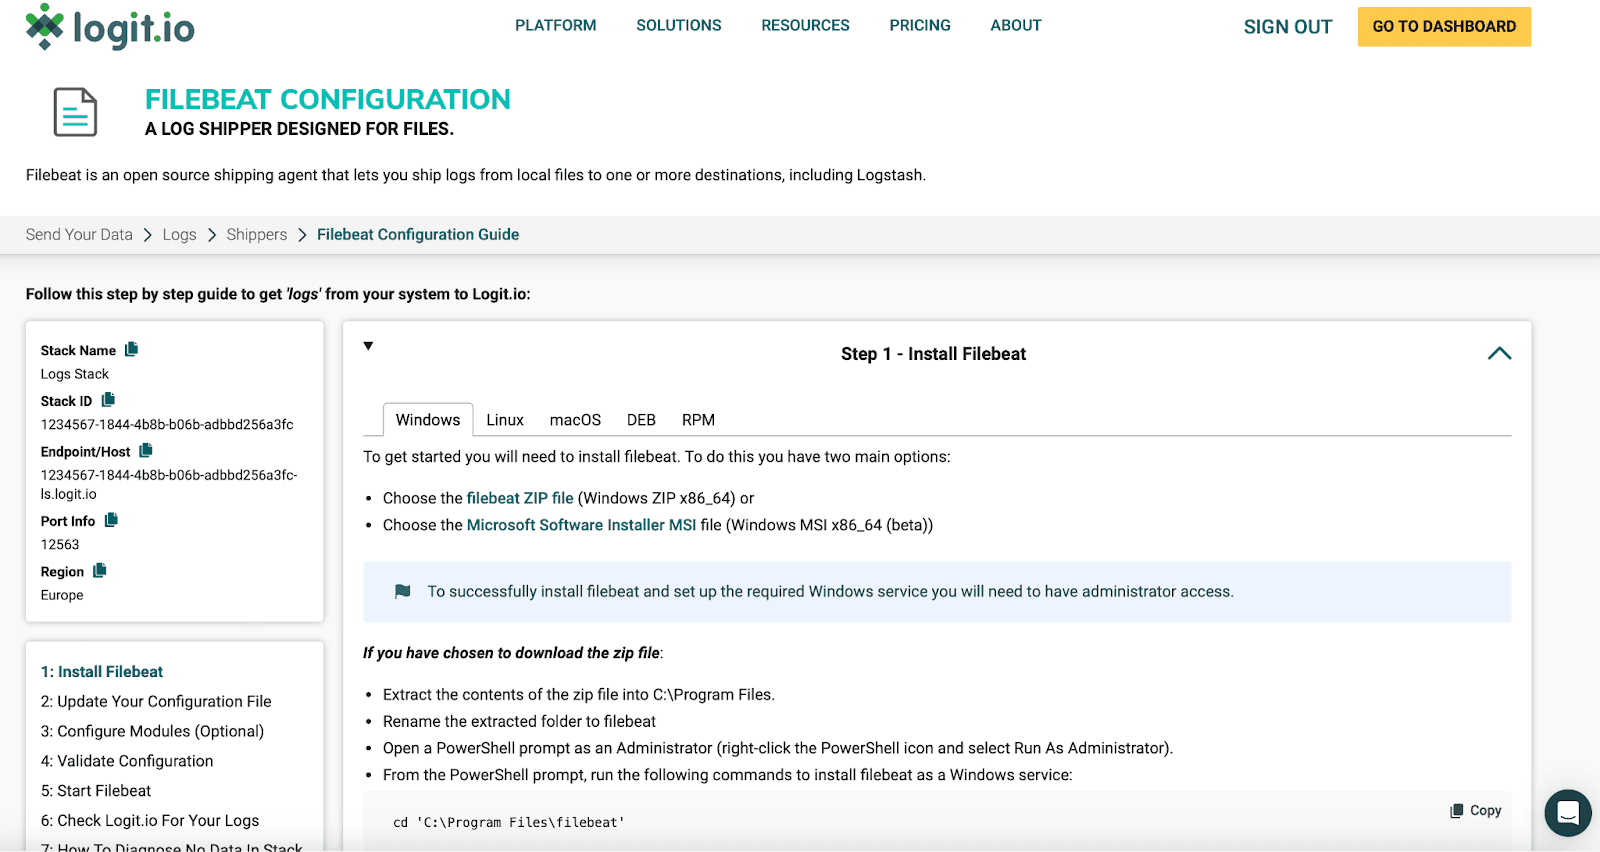 logit.io
PLATFORM SOLUTIONS RESOURCES PRICING ABOUT SIGN OUT GO TO DASHBOARD
FILEBEAT CONFIGURATION
A LOG SHIPPER DESIGNED FOR FILES.
Filebeat is an open source shipping agent that lets you ship logs from local files to one or more destinations, including Logstash.
Send Your Data > Logs > Shippers > Filebeat Configuration Guide
Follow this step by step guide to get 'logs' from your system to Logit.io:
Stack Name
Logs Stack
Stack ID
1234567-1844-4b8b-b06b-adbbd256a3fc
Endpoint/Host
1234567-1844-4b8b-b06b-adbbd256a3fc-
ls.logit.io
Port Info
12563
Region
Europe
1: Install Filebeat
2: Update Your Configuration File
3: Configure Modules (Optional)
4: Validate Configuration
5: Start Filebeat
6: Check Logit.io For Your Logs
7: How To Diagnose No Data In Stack
Step 1 - Install Filebeat
Windows Linux macOS DEB RPM
To get started you will need to install filebeat. To do this you have two main options:
• Choose the filebeat ZIP file (Windows ZIP x86_64) or
• Choose the Microsoft Software Installer MSI file (Windows MSI x86_64 (beta))
To successfully install filebeat and set up the required Windows service you will need to have administrator access.
If you have chosen to download the zip file:
• Extract the contents of the zip file into C:\Program Files.
• Rename the extracted folder to filebeat
• Open a PowerShell prompt as an Administrator (right-click the PowerShell icon and select Run As Administrator).
• From the PowerShell prompt, run the following commands to install filebeat as a Windows service:
Copy
cd 'C:\Program Files\filebeat'